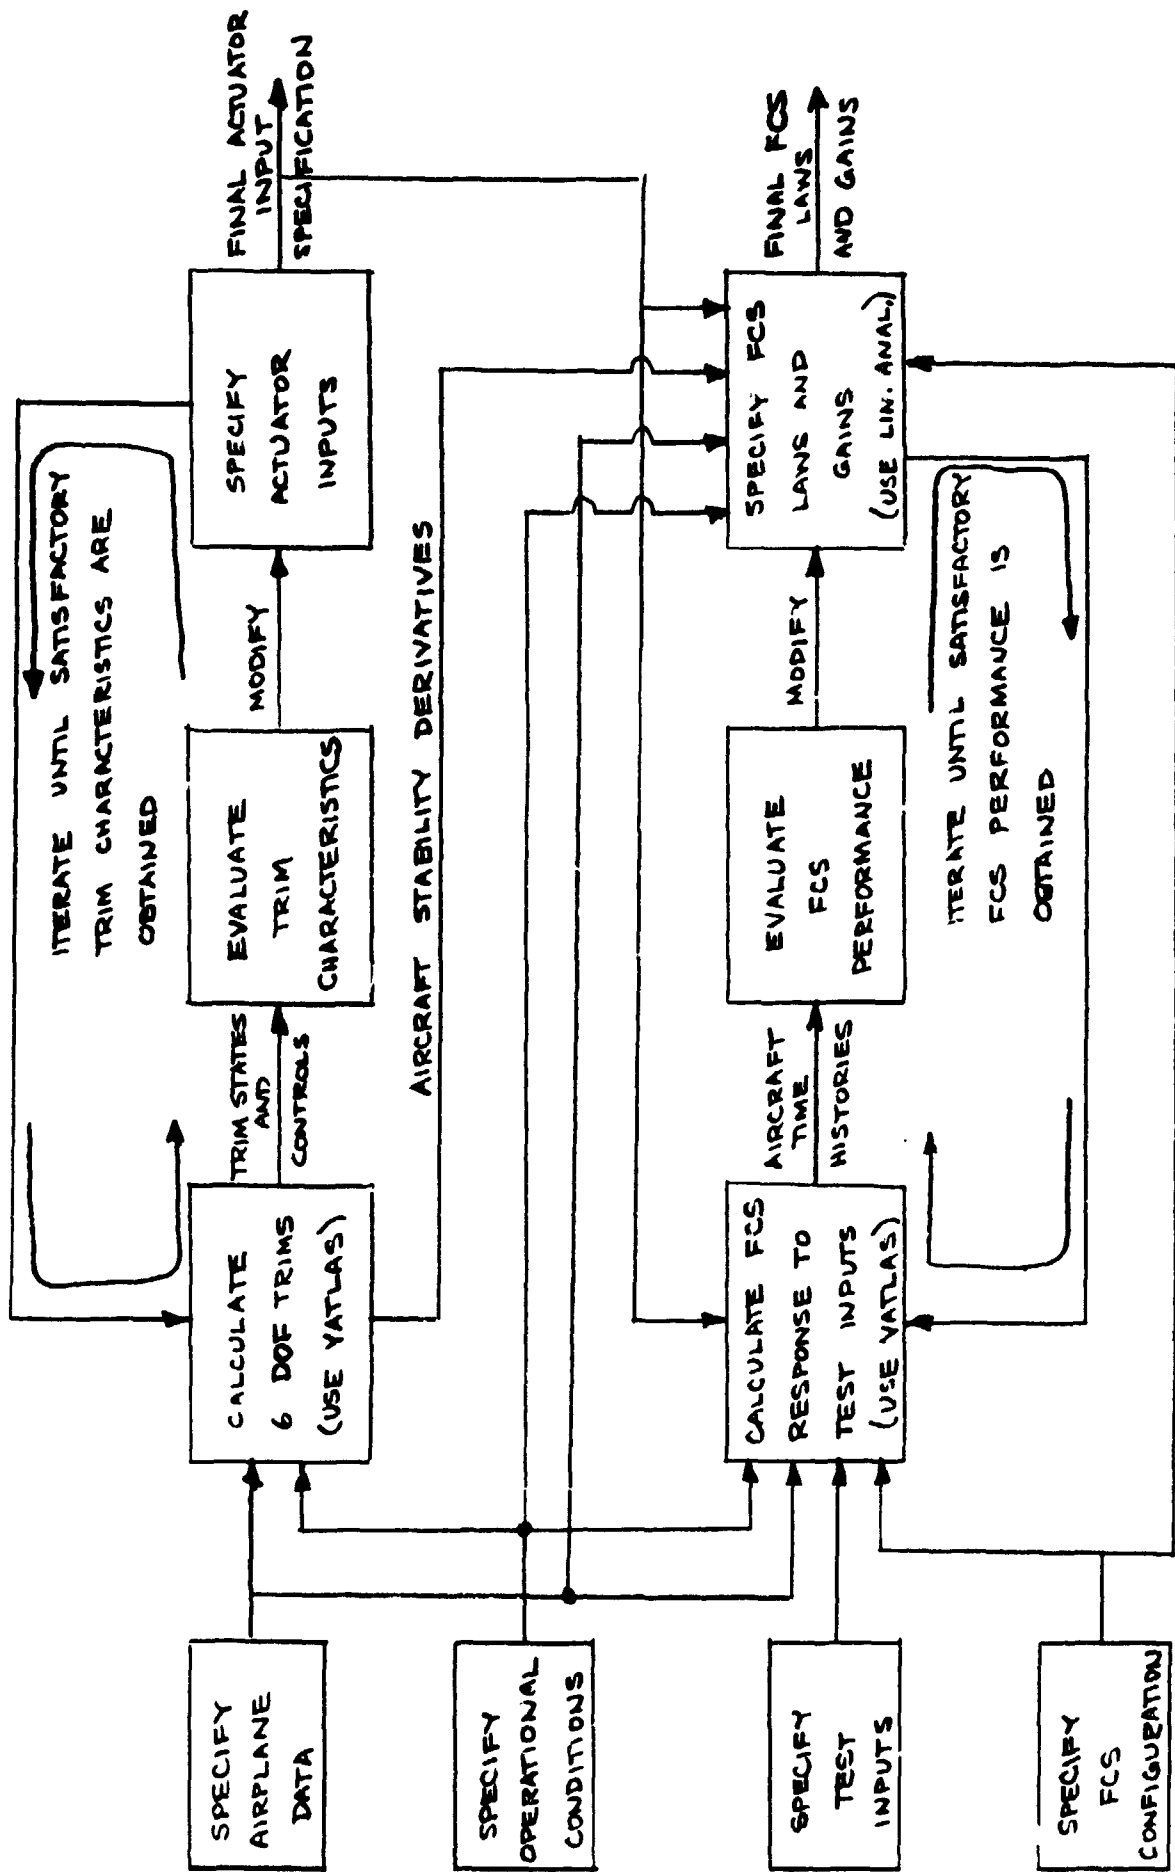 SPECIFY
AIRPLANE
DATA
SPECIFY
OPERATIONAL
CONDITIONS
SPECIFY
TEST
INPUTS
SPECIFY
FCS
CONFIGURATION
CALCULATE
6 DOF TRIMS
(USE YATLAS)
TRIM STATES
AND
CONTROLS
EVALUATE
TRIM
CHARACTERISTICS
MODIFY
SPECIFY
ACTUATOR
INPUTS
FINAL ACTUATOR
INPUT
SPECIFICATION
ITERATE UNTIL SATISFACTORY
TRIM CHARACTERISTICS ARE
OBTAINED
AIRCRAFT STABILITY DERIVATIVES
CALCULATE FCS
RESPONSE TO
TEST INPUTS
(USE VATLAS)
AIRCRAFT
TIME
HISTORIES
EVALUATE
FCS
PERFORMANCE
MODIFY
SPECIFY FCS
LAWS AND
GAINS
(USE LIN. ANAL.)
FINAL FCS
LAWS
AND GAINS
ITERATE UNTIL SATISFACTORY
FCS PERFORMANCE IS
OBTAINED